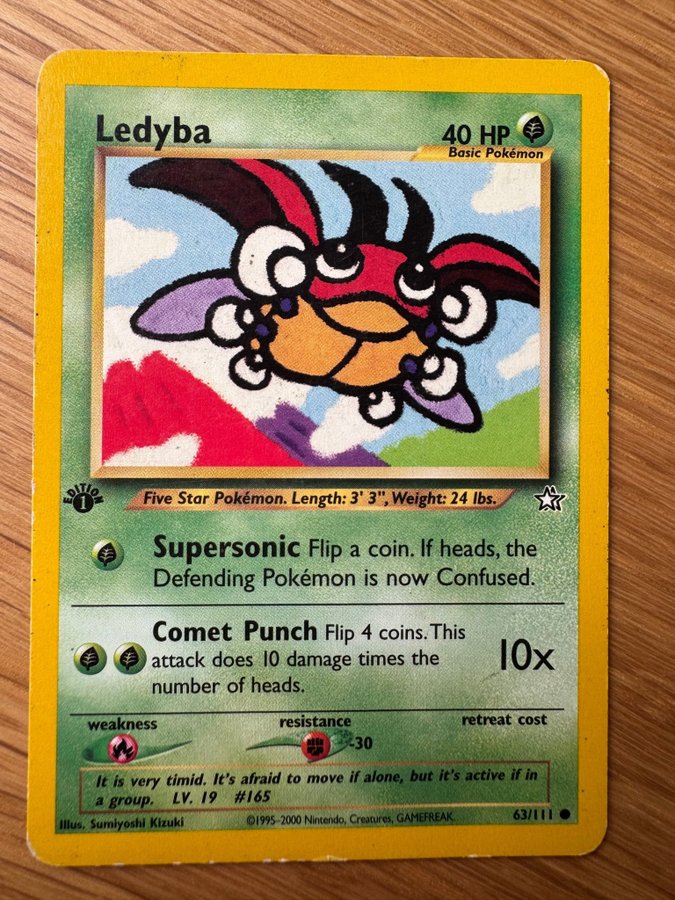 Ledyba
40 HP
Basic Pokémon
EDITION
1
Five Star Pokémon. Length: 3' 3", Weight: 24 lbs.
Supersonic Flip a coin. If heads, the
Defending Pokémon is now Confused.
Comet Punch Flip 4 coins. This
attack does 10 damage times the
number of heads.
10x
weakness
resistance
retreat cost
-30
It is very timid. It's afraid to move if alone, but it's active if in
a group. LV. 19 #165
Illus. Sumiyoshi Kizuki
©1995-2000 Nintendo, Creatures, GAMEFREAK.
63/111